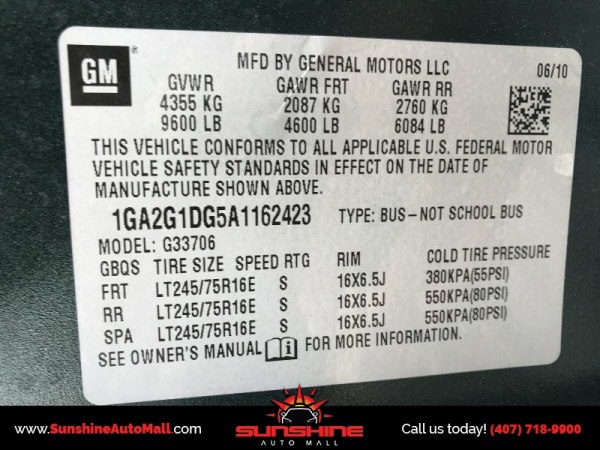 GM
MFD BY GENERAL MOTORS LLC 06/10
GVWR GAWR FRT GAWR RR
4355 KG 2087 KG 2760 KG
9600 LB 4600 LB 6084 LB
THIS VEHICLE CONFORMS TO ALL APPLICABLE U.S. FEDERAL MOTOR
VEHICLE SAFETY STANDARDS IN EFFECT ON THE DATE OF
MANUFACTURE SHOWN ABOVE.
1GA2G1DG5A1162423 TYPE: BUS-NOT SCHOOL BUS
MODEL: G33706
GBQS TIRE SIZE SPEED RTG RIM COLD TIRE PRESSURE
FRT LT245/75R16E S 16X6.5J 380KPA(55PSI)
RR LT245/75R16E S 16X6.5J 550KPA(80PSI)
SPA LT245/75R16E S 16X6.5J 550KPA(80PSI)
SEE OWNER'S MANUAL i FOR MORE INFORMATION.
www.SunshineAutoMall.com SUNSHINE Call us today! (407) 718-9900
AUTO MALL